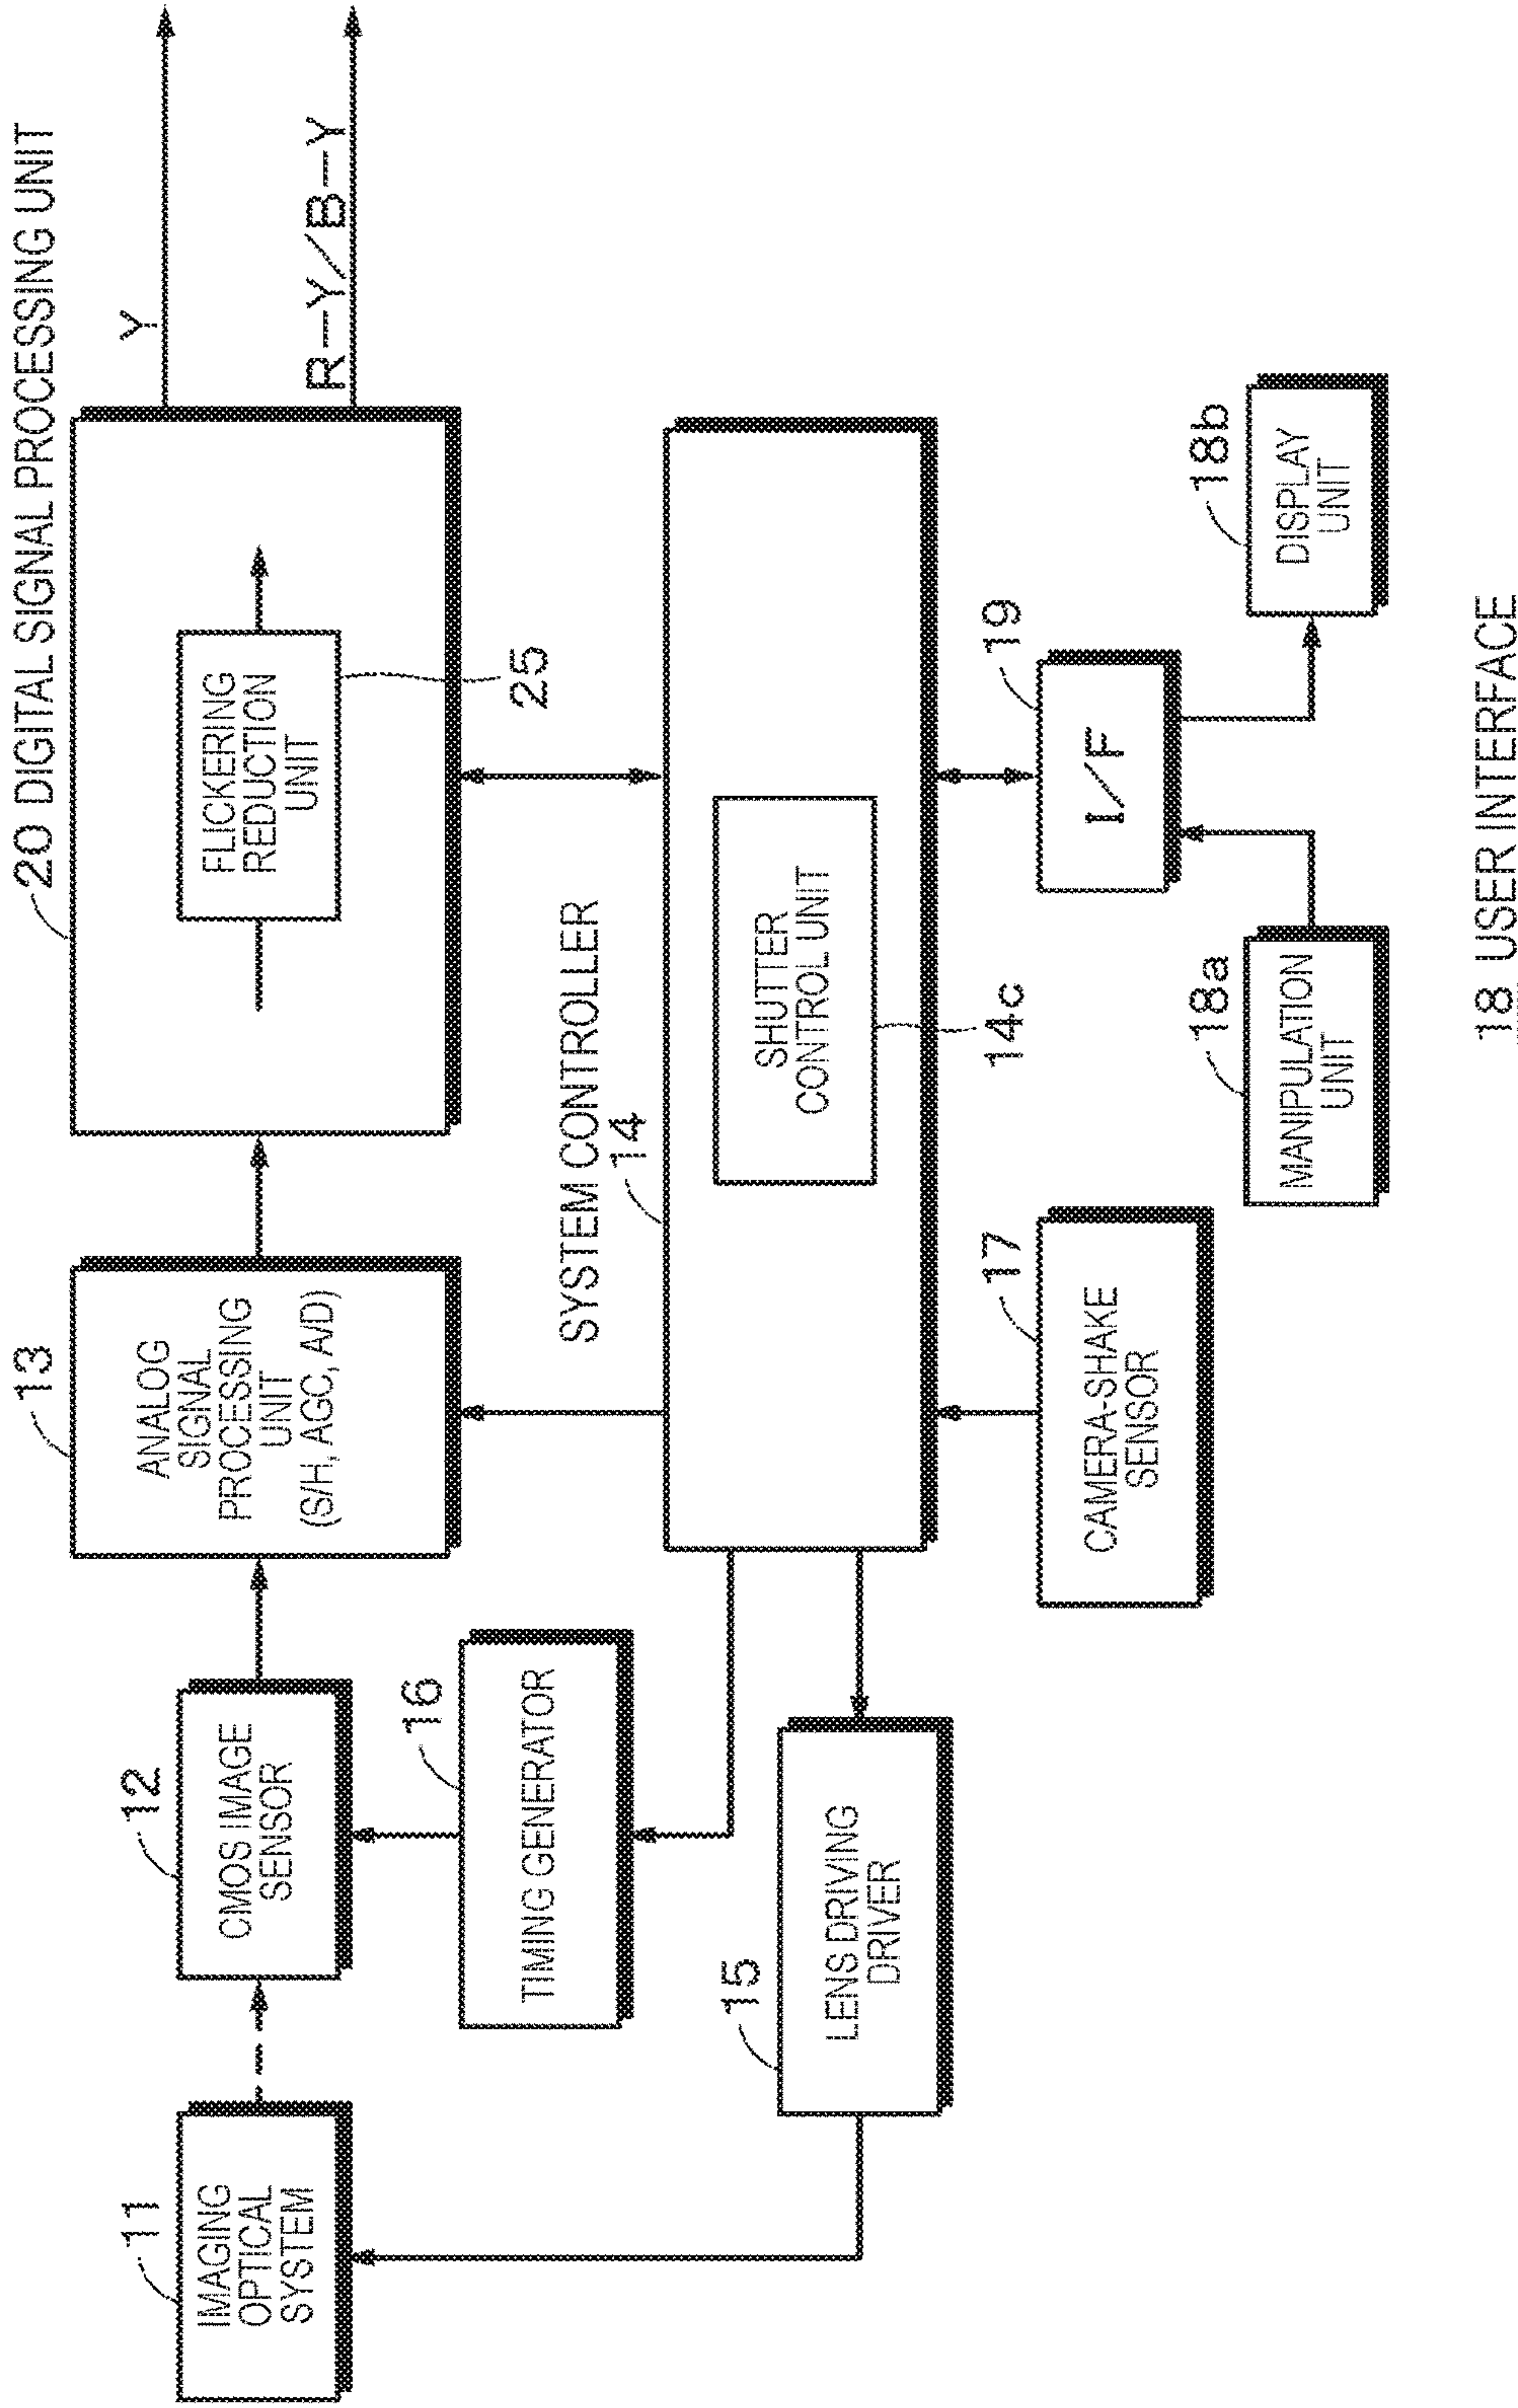 20 DIGITAL SIGNAL PROCESSING UNIT
11
IMAGING
OPTICAL
SYSTEM
12
CMOS IMAGE
SENSOR
13
ANALOG
SIGNAL
PROCESSING
UNIT
(S/H, AGC, A/D)
FLICKERING
REDUCTION
UNIT
25
Y
R-Y/B-Y
16
TIMING GENERATOR
SYSTEM CONTROLLER
14
SHUTTER
CONTROL UNIT
14c
15
LENS DRIVING
DRIVER
17
CAMERA-SHAKE
SENSOR
19
I/F
18a
MANIPULATION
UNIT
18b
DISPLAY
UNIT
18 USER INTERFACE